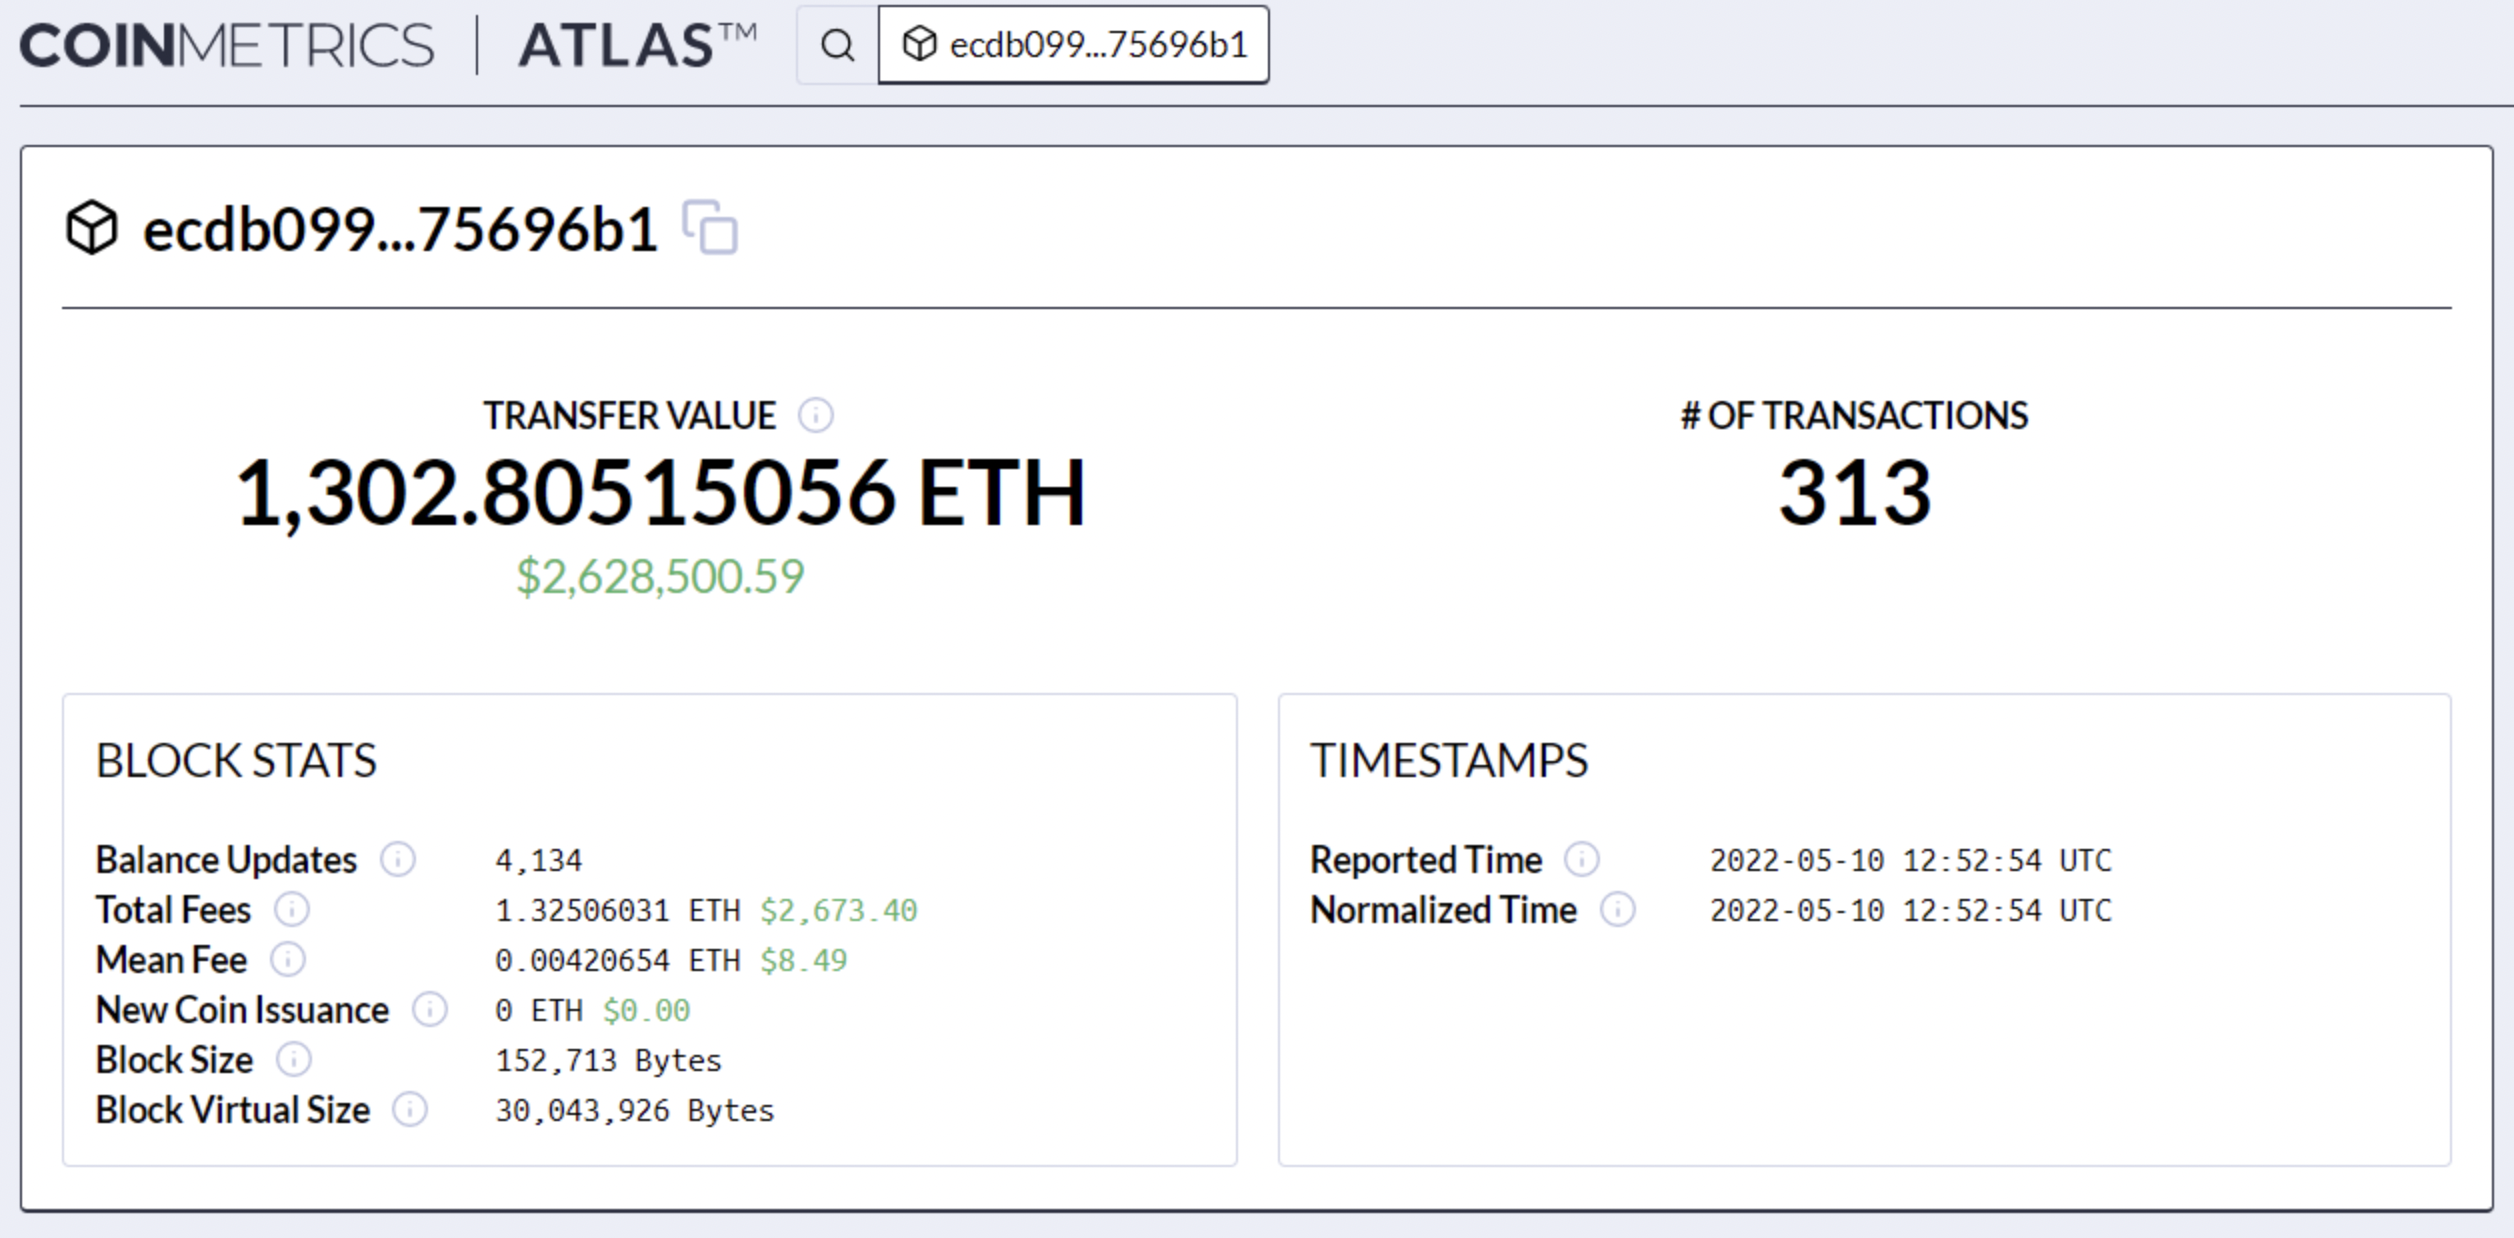 COINMETRICS | ATLAS™ ecdb099...75696b1
ecdb099...75696b1
TRANSFER VALUE
1,302.80515056 ETH
$2,628,500.59
# OF TRANSACTIONS
313
BLOCK STATS
Balance Updates 4,134
Total Fees 1.32506031 ETH $2,673.40
Mean Fee 0.00420654 ETH $8.49
New Coin Issuance 0 ETH $0.00
Block Size 152,713 Bytes
Block Virtual Size 30,043,926 Bytes
TIMESTAMPS
Reported Time 2022-05-10 12:52:54 UTC
Normalized Time 2022-05-10 12:52:54 UTC